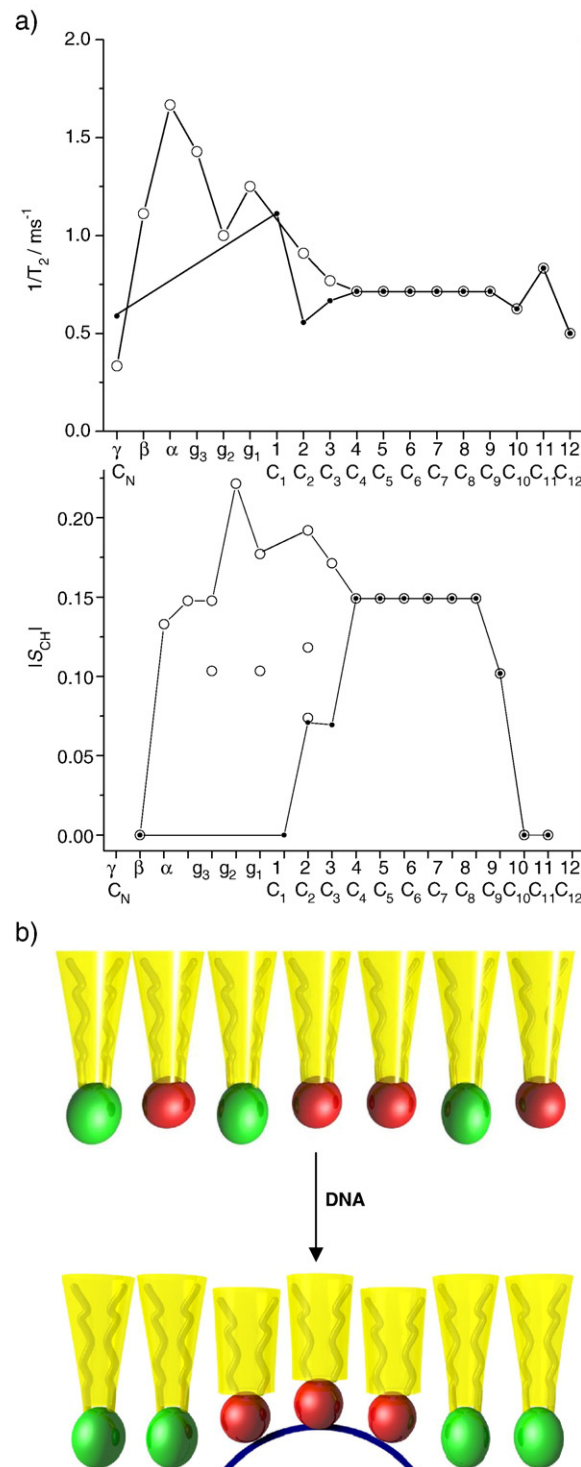 a)
2.0
1.5
1/T₂ / ms⁻¹
1.0
0.5
0.0
γ β α g₃ g₂ g₁ 1 2 3 4 5 6 7 8 9 10 11 12
C_N C₁ C₂ C₃ C₄ C₅ C₆ C₇ C₈ C₉ C₁₀ C₁₁ C₁₂
0.20
0.15
|S_CH|
0.10
0.05
0.00
γ β α g₃ g₂ g₁ 1 2 3 4 5 6 7 8 9 10 11 12
C_N C₁ C₂ C₃ C₄ C₅ C₆ C₇ C₈ C₉ C₁₀ C₁₁ C₁₂
b)
DNA